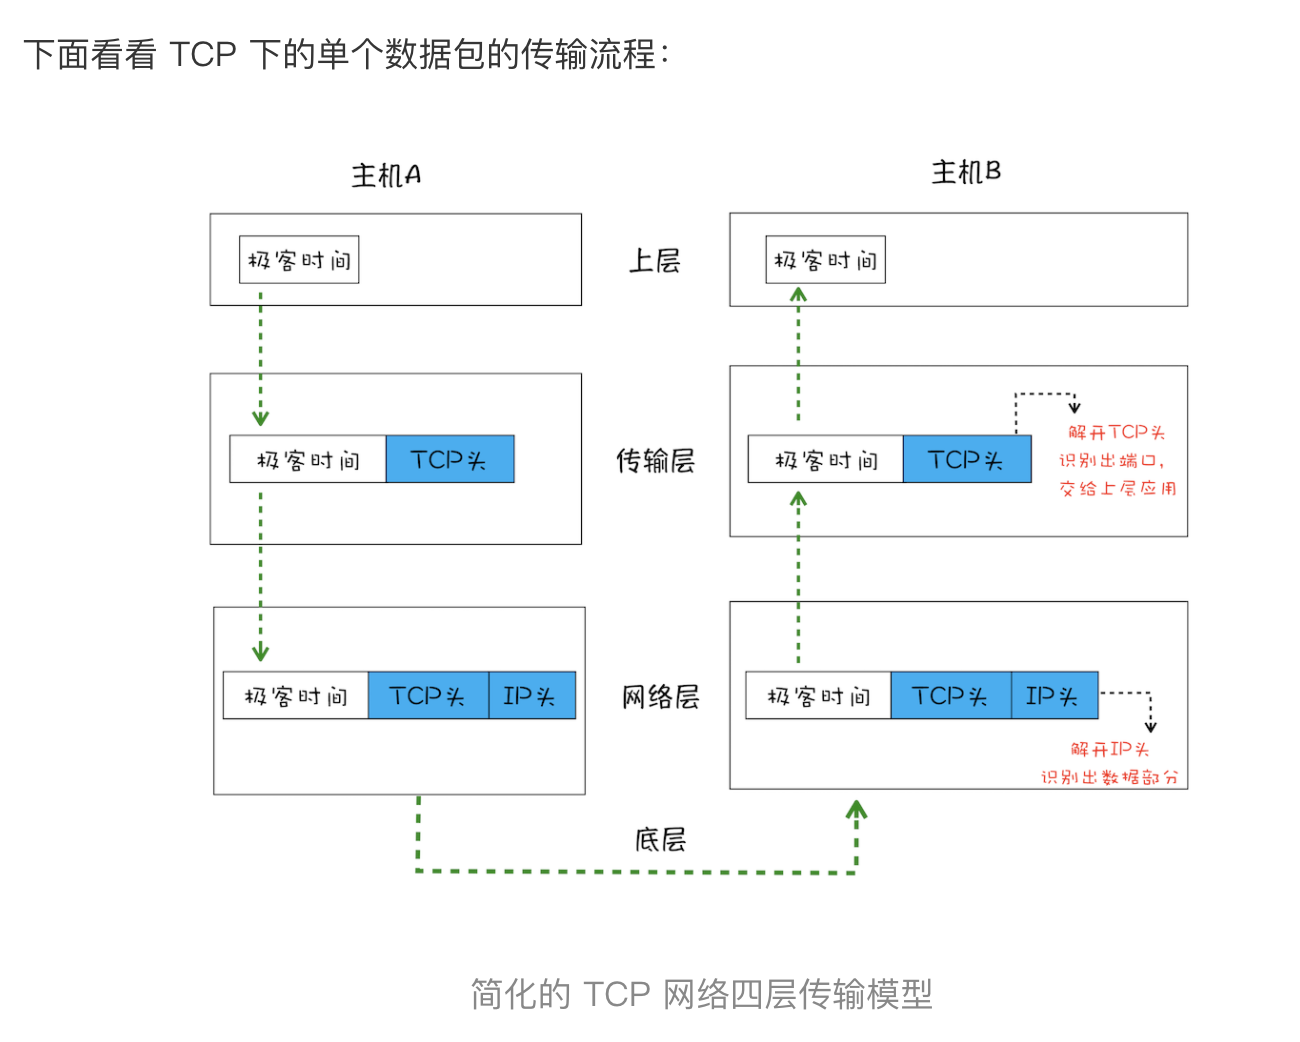 下面看看 TCP 下的单个数据包的传输流程：
主机A
主机B
极客时间
上层
极客时间
极客时间
TCP头
传输层
极客时间
TCP头
解开TCP头
识别出端口，
交给上层应用
极客时间
TCP头
IP头
网络层
极客时间
TCP头
IP头
解开IP头
识别出数据部分
底层
简化的 TCP 网络四层传输模型